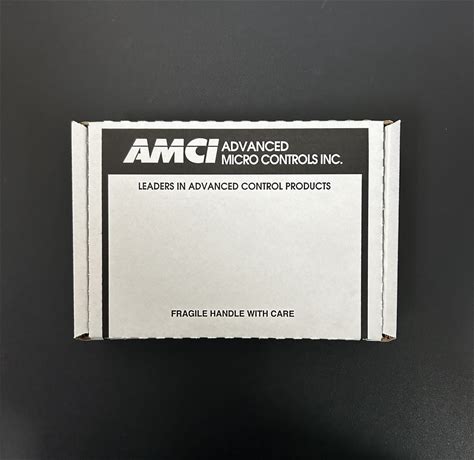 AMCI ADVANCED
MICRO CONTROLS INC.
LEADERS IN ADVANCED CONTROL PRODUCTS
FRAGILE HANDLE WITH CARE